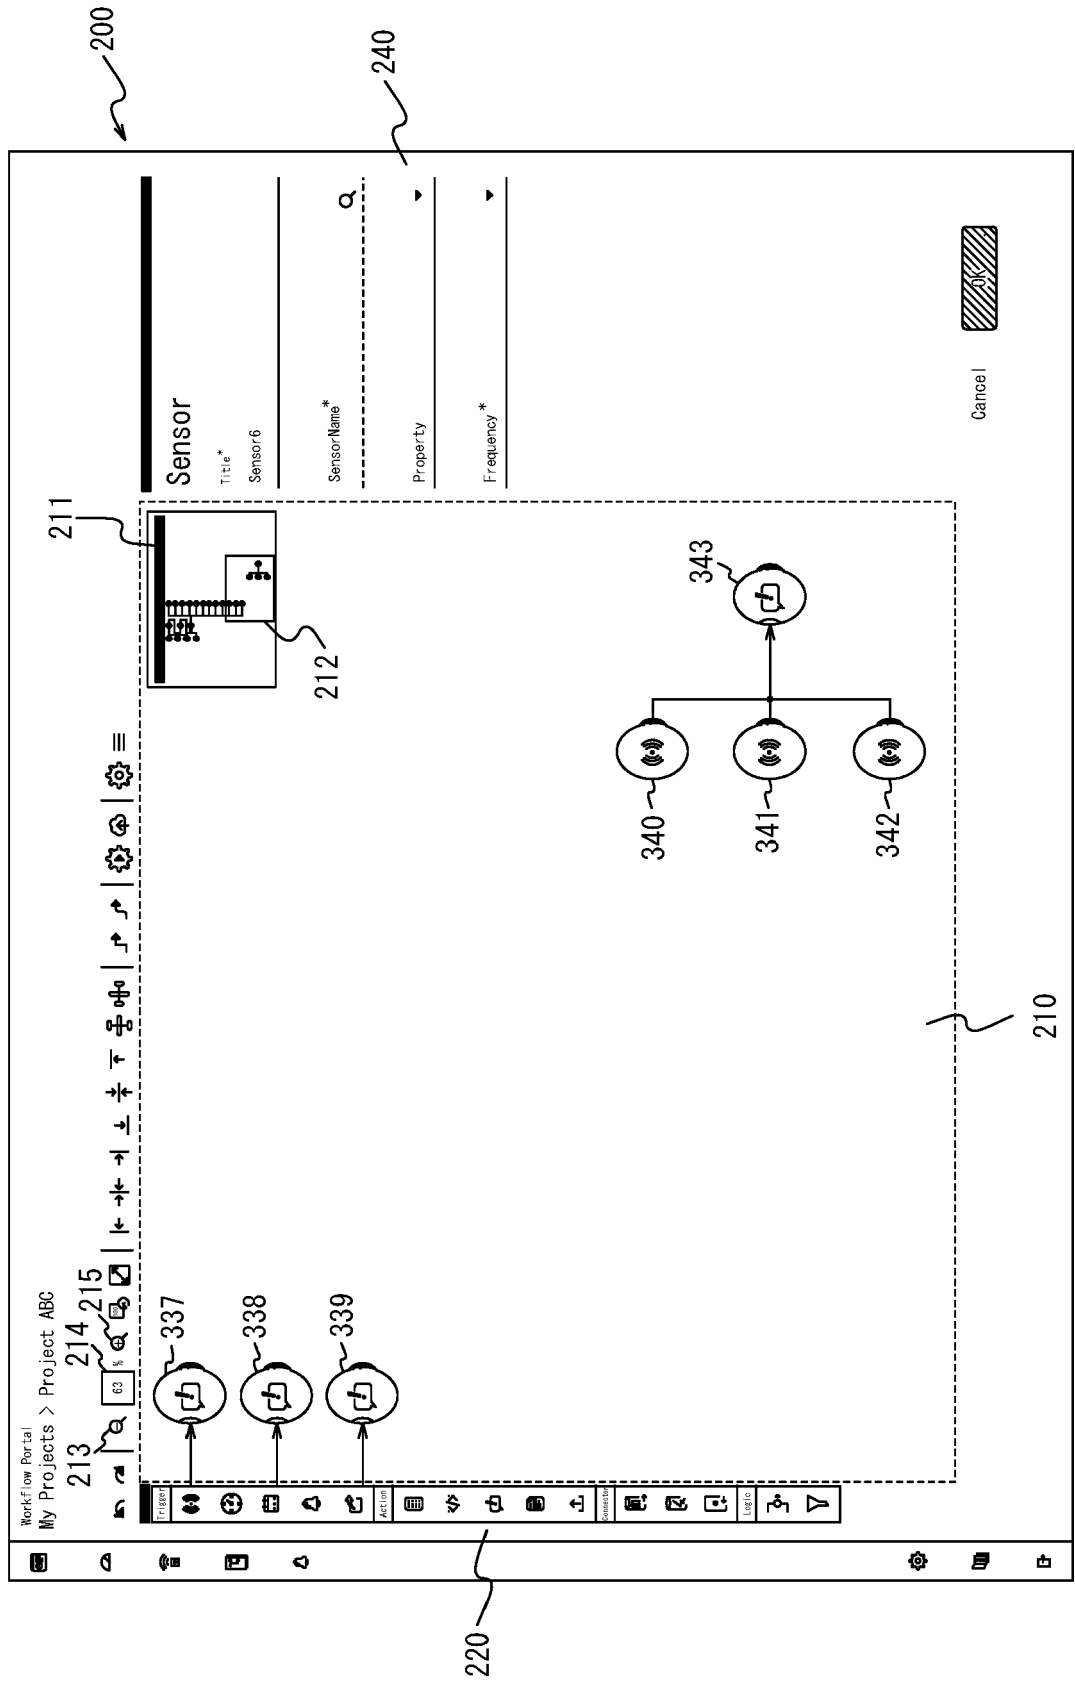 200
240
Workflow Portal
My Projects > Project ABC
213
214
215
63
%
100
211
212
Trigger
Action
Connector
Logic
220
337
338
339
340
341
342
343
210
Sensor
Title*
Sensor6
SensorName*
Property
Frequency*
Cancel
OK